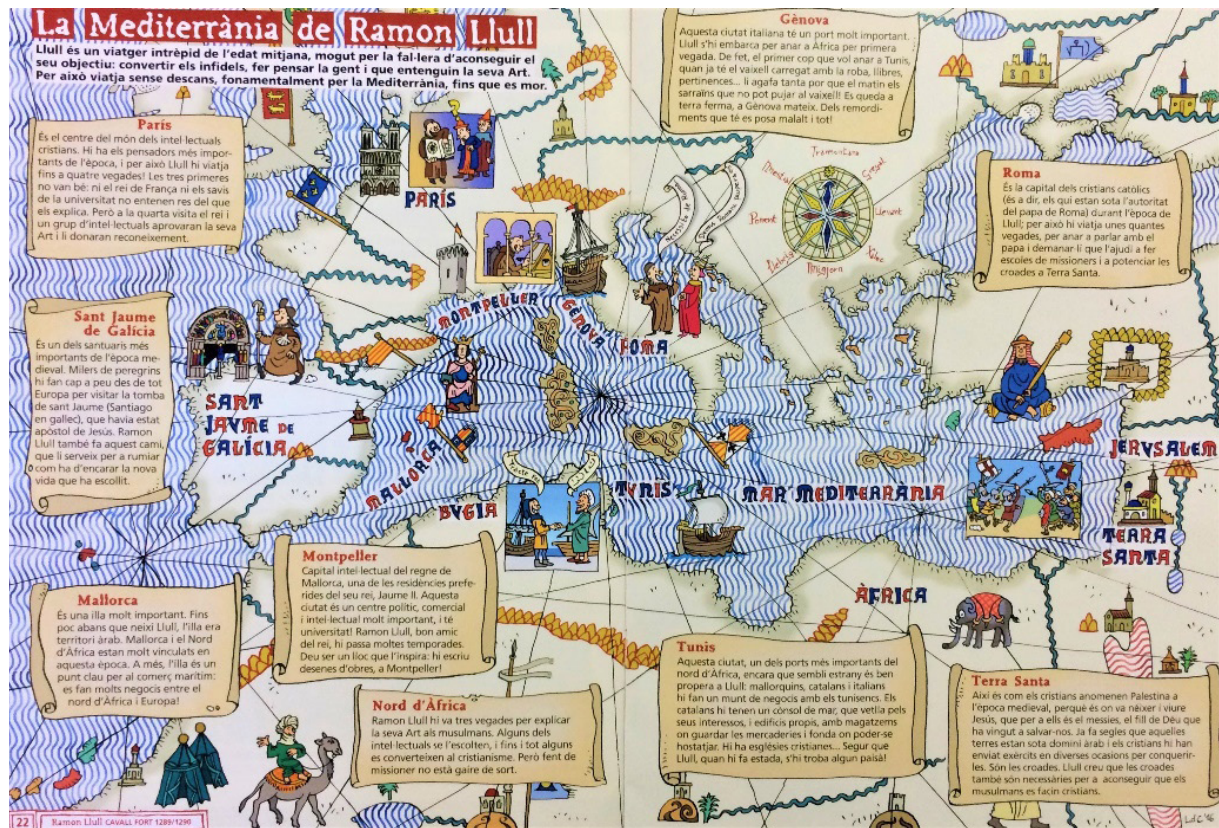 La Mediterrània de Ramon Llull
Llull és un viatger intrèpid de l'edat mitjana, mogut per la fal·lera d'aconseguir el
seu objectiu: convertir els infidels, fer pensar la gent i que entenguin la seva Art.
Per això viatja sense descans, fonamentalment per la Mediterrània, fins que es mor.
París
És el centre del món dels intel·lectuals
cristians. Hi ha els pensadors més impor-
tants de l'època, i per això Llull hi viatja
fins a quatre vegades! Les tres primeres
no van bé: ni el rei de França ni els savis
de la universitat no entenen res del que
els explica. Però a la quarta visita el rei i
un grup d'intel·lectuals aprovaran la seva
Art i li donaran reconeixement.
Gènova
Aquesta ciutat italiana té un port molt important.
Llull s'hi embarca per anar a Àfrica per primera
vegada. De fet, el primer cop que vol anar a Tunis,
quan ja té el vaixell carregat amb la roba, llibres,
pertinences... li agafa tanta por que el matin els
sarraïns que no pot pujar al vaixell! Es queda a
terra ferma, a Gènova mateix. Dels remordi-
ments que té es posa malalt i tot!
Roma
És la capital dels cristians catòlics
(és a dir, els qui estan sota l'autoritat
del papa de Roma) durant l'època de
Llull; per això hi viatja unes quantes
vegades, per anar a parlar amb el
papa i demanar-li que l'ajudi a fer
escoles de missioners i a potenciar les
croades a Terra Santa.
PARÍS
Tramontana
Mestral
Ponent
Llevant
Xaloc
Migjorn
Sant Jaume
de Galícia
És un dels santuaris més
importants de l'època me-
dieval. Milers de peregrins
hi fan cap a peu des de tot
Europa per visitar la tomba
de sant Jaume (Santiago
en gallec), que havia estat
apòstol de Jesús. Ramon
Llull també fa aquest camí,
que li serveix per a rumiar
com ha d'encarar la nova
vida que ha escollit.
MONTPELLER
GÈNOVA
ROMA
SANT
JAVME DE
GALÍCIA
MALLORCA
BVGIA
TVNIS
MAR MEDITERRÀNIA
JERVSALEM
TERRA
SANTA
ÀFRICA
Mallorca
És una illa molt important. Fins
poc abans que neixi Llull, l'illa era
territori àrab. Mallorca i el Nord
d'Àfrica estan molt vinculats en
aquesta època. A més, l'illa és un
punt clau per al comerç marítim:
es fan molts negocis entre el
nord d'Àfrica i Europa!
Montpeller
Capital intel·lectual del regne de
Mallorca, una de les residències prefe-
rides del seu rei, Jaume II. Aquesta
ciutat és un centre polític, comercial
i intel·lectual molt important, i té
universitat! Ramon Llull, bon amic
del rei, hi passa moltes temporades.
Deu ser un lloc que l'inspira: hi escriu
desenes d'obres, a Montpeller!
Nord d'Àfrica
Ramon Llull hi va tres vegades per explicar
la seva Art als musulmans. Alguns dels
intel·lectuals se l'escolten, i fins i tot alguns
es converteixen al cristianisme. Però fent de
missioner no està gaire de sort.
Tunis
Aquesta ciutat, un dels ports més importants del
nord d'Àfrica, encara que sembli estrany és ben
propera a Llull: mallorquins, catalans i italians
hi fan un munt de negocis amb els tunisencs. Els
catalans hi tenen un cònsol de mar, que vetlla pels
seus interessos, i edificis propis, amb magatzems
on guardar les mercaderies i fonda on poder-se
hostatjar. Hi ha esglésies cristianes... Segur que
Llull, quan hi fa estada, s'hi troba algun paisà!
Terra Santa
Així és com els cristians anomenen Palestina a
l'època medieval, perquè és on va néixer i viure
Jesús, que per a ells és el messies, el fill de Déu que
ha vingut a salvar-nos. Ja fa segles que aquelles
terres estan sota domini àrab i els cristians hi han
enviat exèrcits en diverses ocasions per conquerir-
les. Són les croades. Llull creu que les croades
també són necessàries per a aconseguir que els
musulmans es facin cristians.
22
Ramon Llull CAVALL FORT 1289/1290